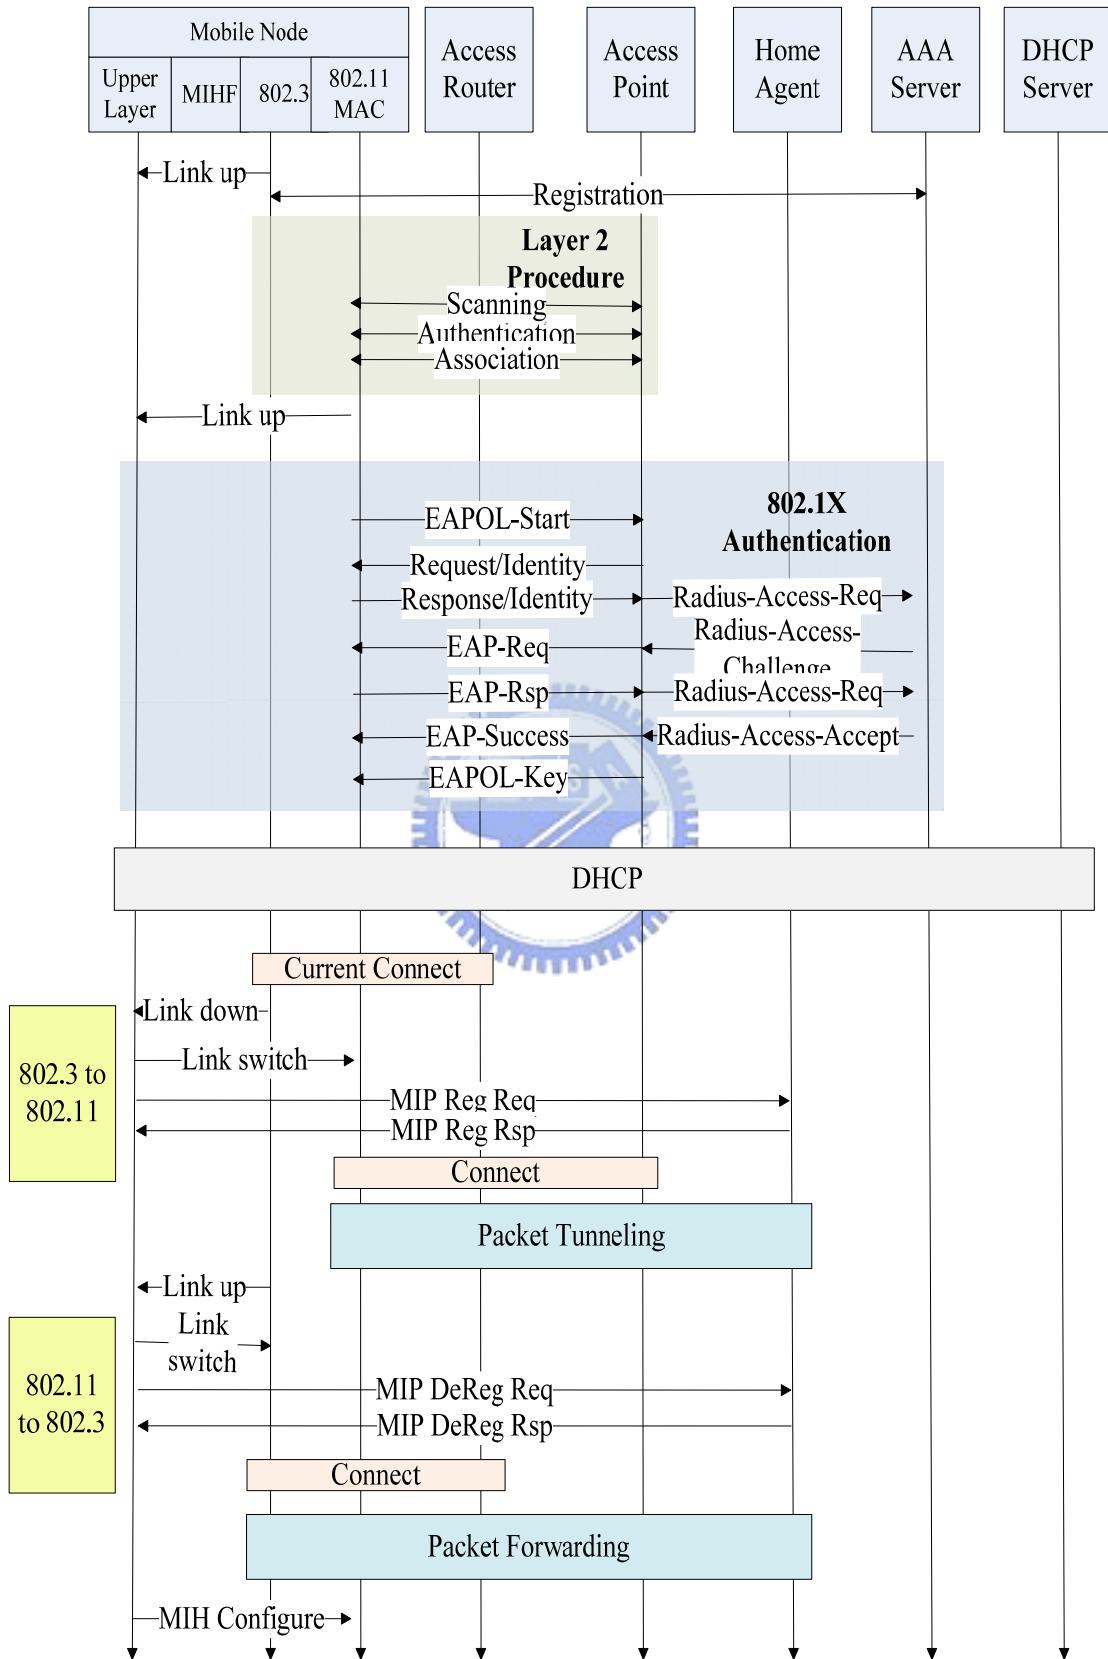 Mobile Node
Upper
Layer
MIHF
802.3
802.11
MAC
Access
Router
Access
Point
Home
Agent
AAA
Server
DHCP
Server
Link up
Registration
Layer 2
Procedure
Scanning
Authentication
Association
Link up
802.1X
Authentication
EAPOL-Start
Request/Identity
Response/Identity
Radius-Access-Req
Radius-Access-
Challenge
EAP-Req
EAP-Rsp
Radius-Access-Req
EAP-Success
Radius-Access-Accept
EAPOL-Key
DHCP
Current Connect
Link down
802.3 to
802.11
Link switch
MIP Reg Req
MIP Reg Rsp
Connect
Packet Tunneling
Link up
Link
switch
802.11
to 802.3
MIP DeReg Req
MIP DeReg Rsp
Connect
Packet Forwarding
MIH Configure